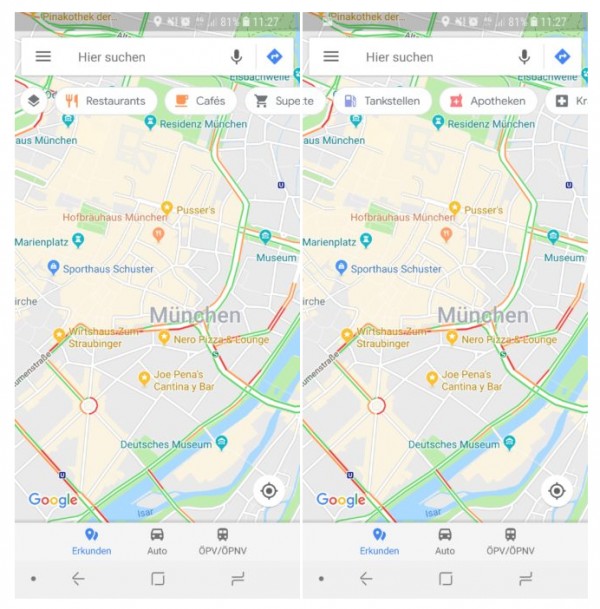 Pinakothek der...
81% 11:27
Hier suchen
Eisbachwelle
Restaurants
Cafés
Supe
te
Residenz München
aus München
U
Pusser's
Hofbräuhaus München
Marienplatz
Museum
Sporthaus Schuster
irche
München
Wirtshaus Zum
Straubinger
Nero Pizza & Lounge
umenstraße
Joe Pena's
Cantina y Bar
Deutsches Museum
U
Isar
Google
Erkunden
Auto
ÖPV/ÖPNV
Pinakothek der...
81% 11:27
Hier suchen
Eisbachwelle
Tankstellen
Apotheken
Kr
Residenz München
aus München
U
Pusser's
Hofbräuhaus München
Marienplatz
Museum
Sporthaus Schuster
irche
München
Wirtshaus Zum
Straubinger
Nero Pizza & Lounge
umenstraße
Joe Pena's
Cantina y Bar
Deutsches Museum
U
Isar
Google
Erkunden
Auto
ÖPV/ÖPNV